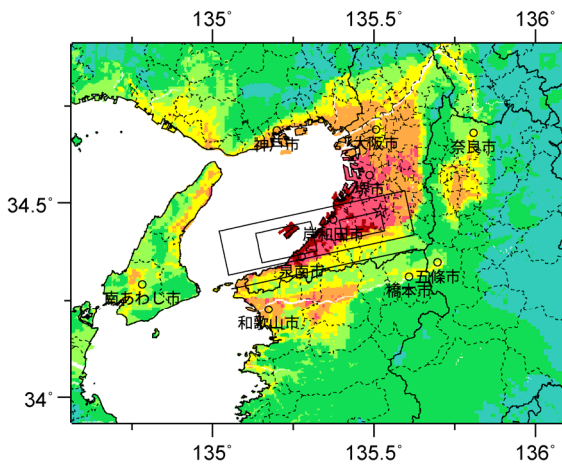 135° 135.5° 136°
神戸市 大阪市 奈良市
堺市
34.5°
岸和田市
泉南市 五條市
南あわじ市 橋本市
和歌山市
34°
135° 135.5° 136°